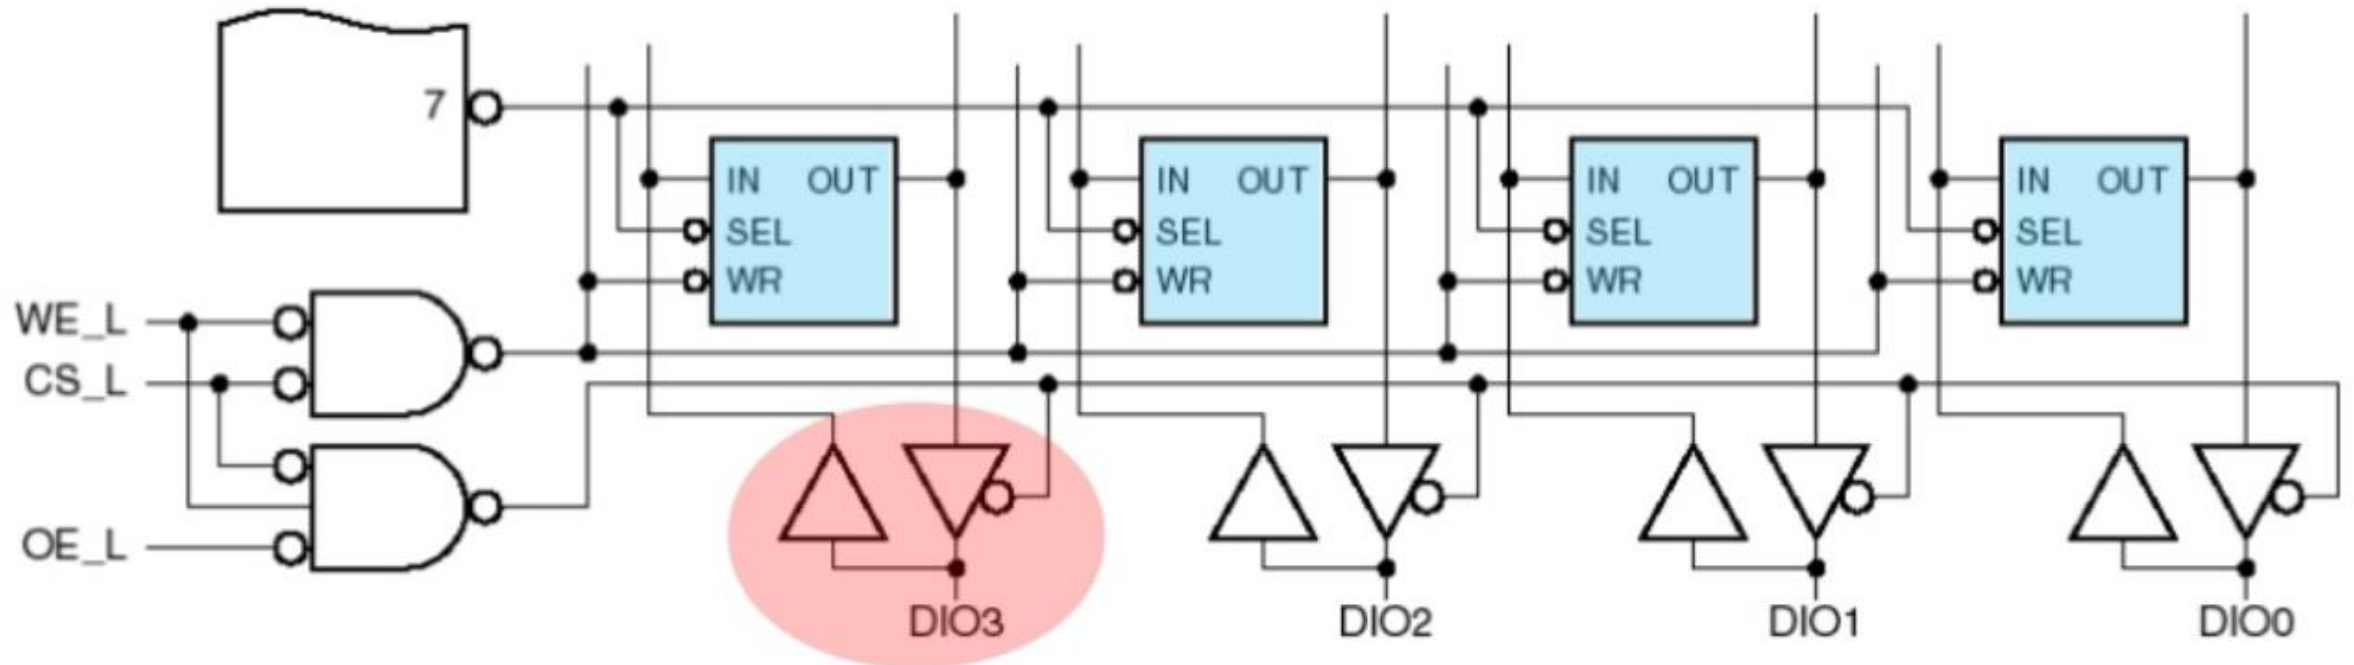 7
IN OUT IN OUT IN OUT IN OUT
SEL SEL SEL SEL
WR WR WR WR
WE_L
CS_L
OE_L
DIO3 DIO2 DIO1 DIO0